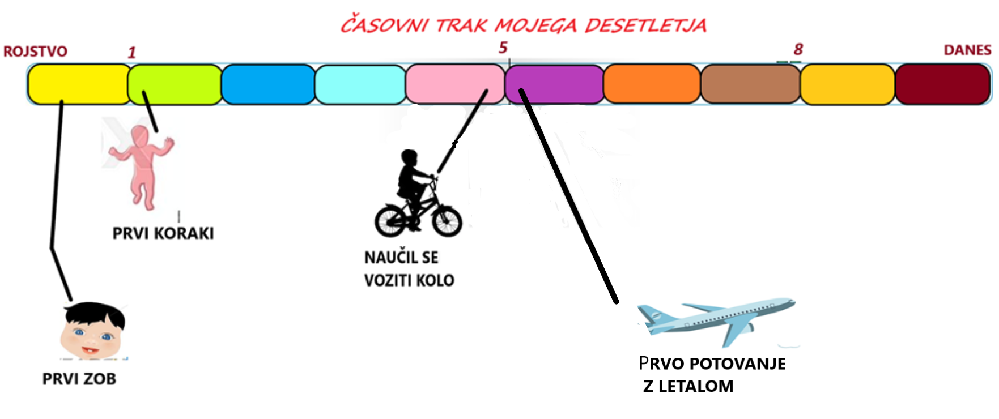 ČASOVNI TRAK MOJEGA DESETLETJA
ROJSTVO
1
5
8
DANES
PRVI KORAKI
NAUČIL SE
VOZITI KOLO
PRVI ZOB
PRVO POTOVANJE
Z LETALOM